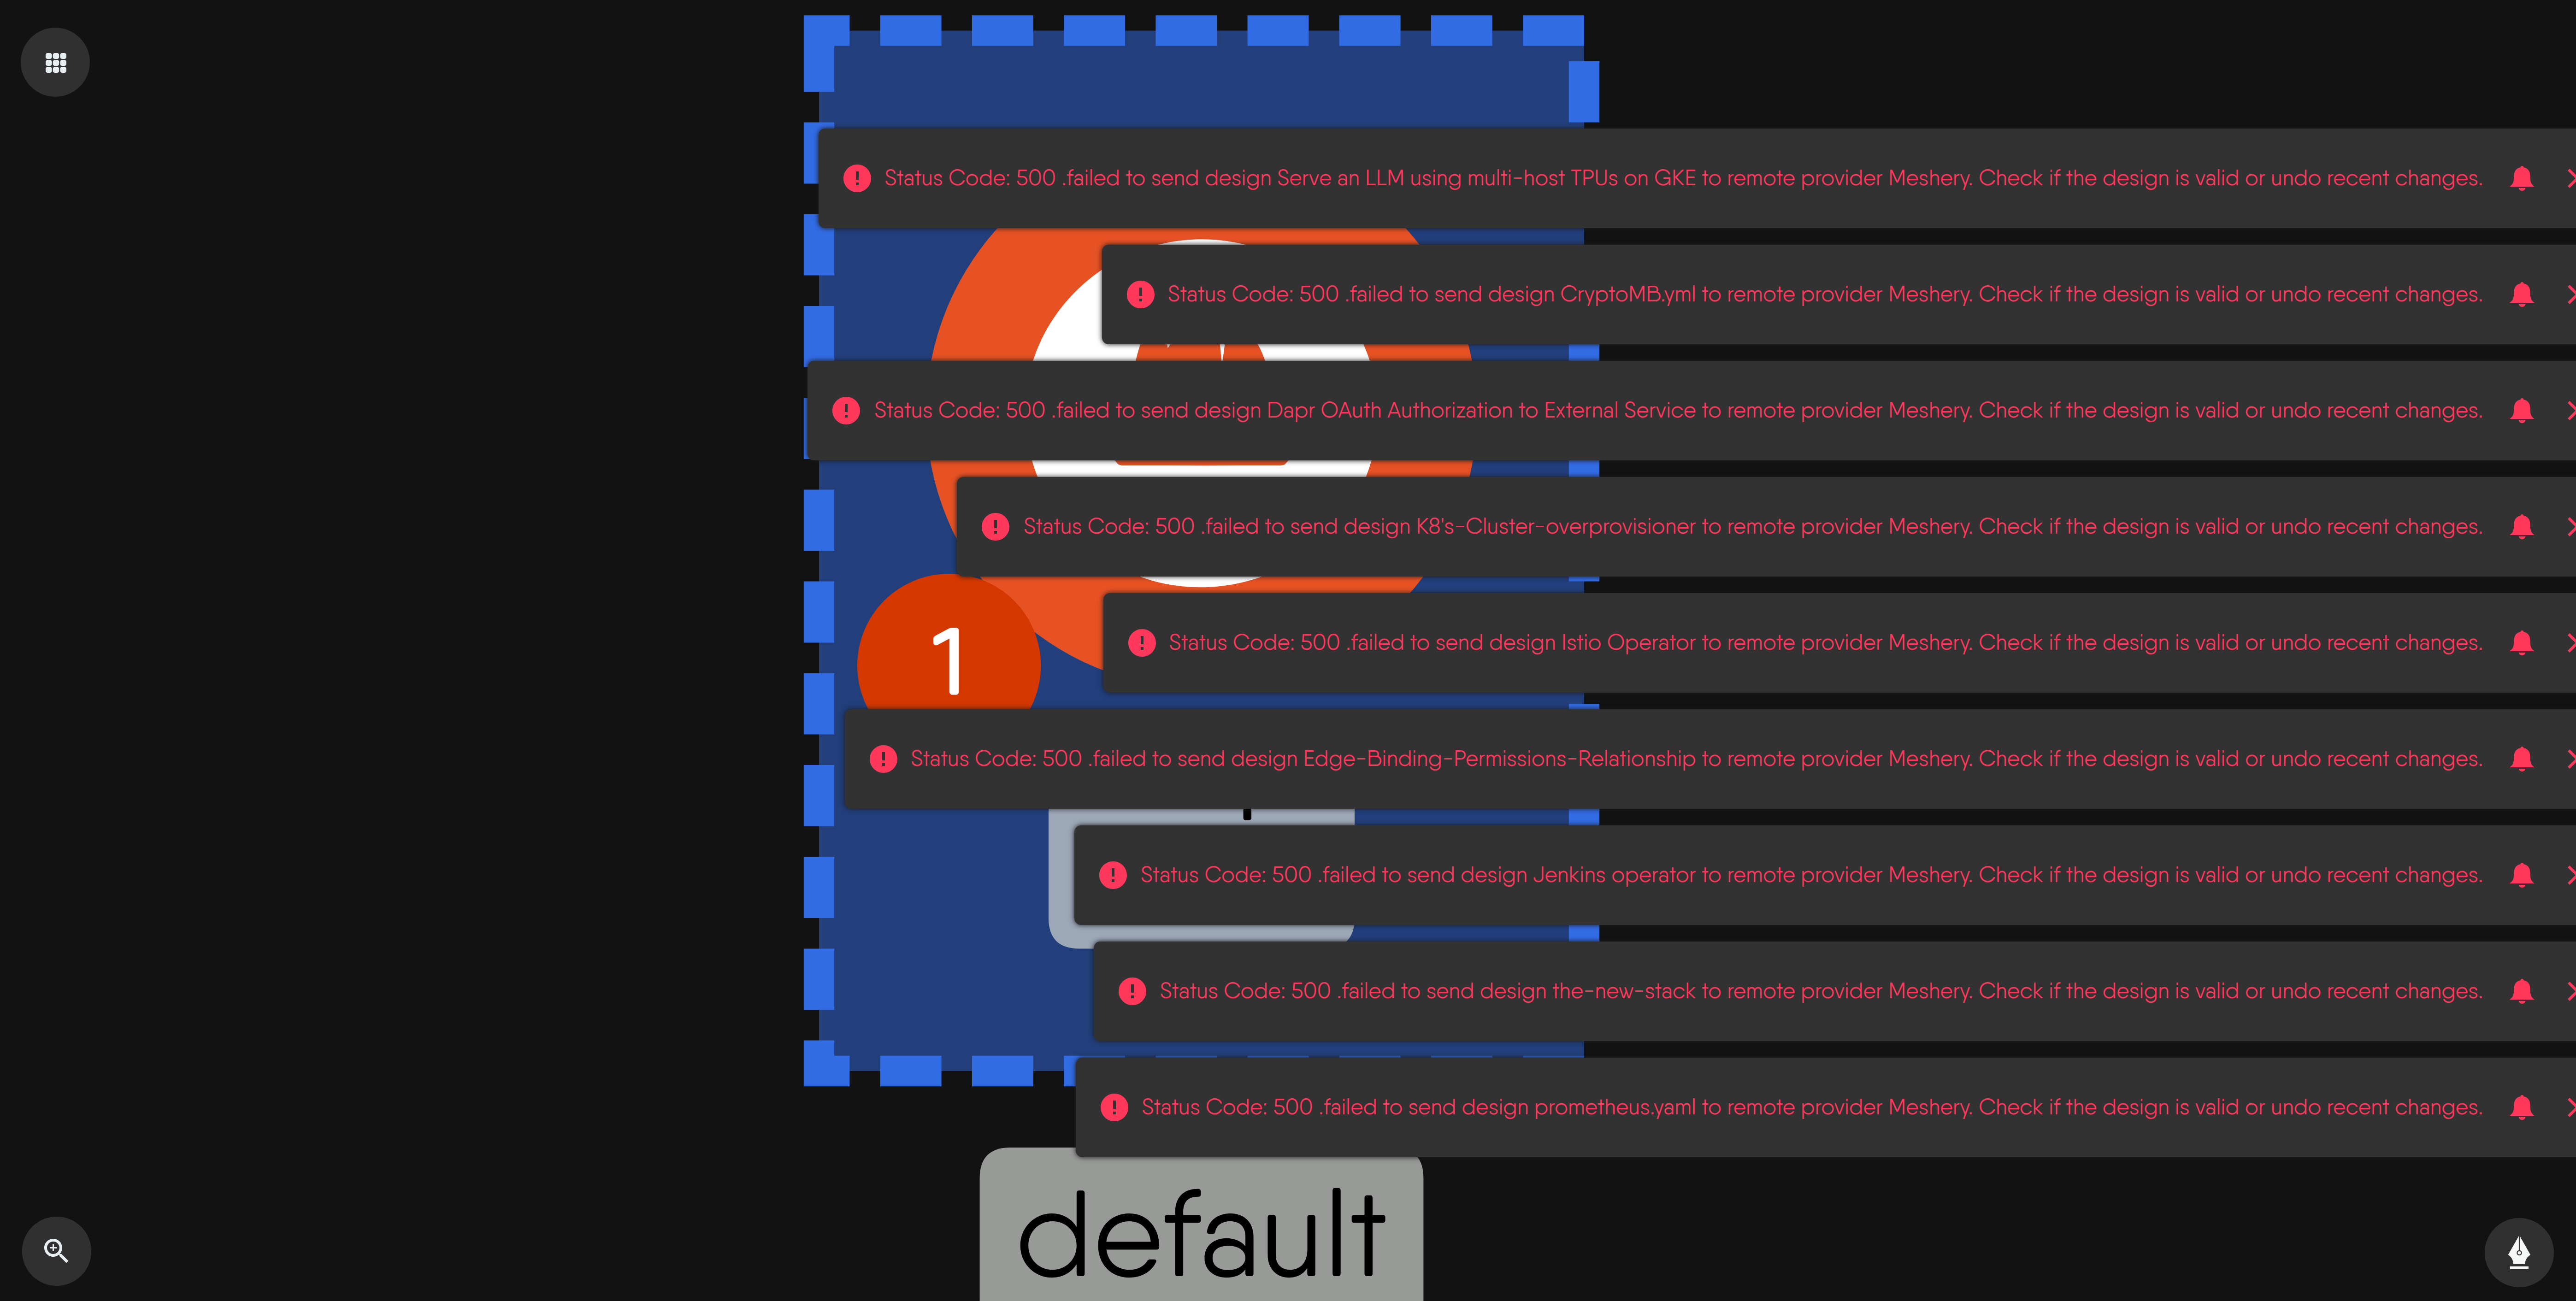 Status Code: 500 .failed to send design Serve an LLM using multi-host TPUs on GKE to remote provider Meshery. Check if the design is valid or undo recent changes.
Status Code: 500 .failed to send design CryptoMB.yml to remote provider Meshery. Check if the design is valid or undo recent changes.
Status Code: 500 .failed to send design Dapr OAuth Authorization to External Service to remote provider Meshery. Check if the design is valid or undo recent changes.
Status Code: 500 .failed to send design K8's-Cluster-overprovisioner to remote provider Meshery. Check if the design is valid or undo recent changes.
Status Code: 500 .failed to send design Istio Operator to remote provider Meshery. Check if the design is valid or undo recent changes.
1
Status Code: 500 .failed to send design Edge-Binding-Permissions-Relationship to remote provider Meshery. Check if the design is valid or undo recent changes.
Status Code: 500 .failed to send design Jenkins operator to remote provider Meshery. Check if the design is valid or undo recent changes.
Status Code: 500 .failed to send design the-new-stack to remote provider Meshery. Check if the design is valid or undo recent changes.
Status Code: 500 .failed to send design prometheus.yaml to remote provider Meshery. Check if the design is valid or undo recent changes.
default